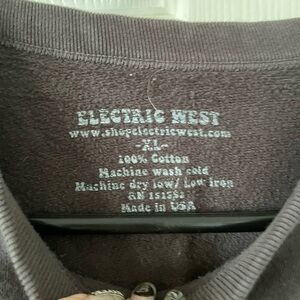 ELECTRIC WEST
www.shopelectricwest.com
-XL-
100% Cotton
Machine wash cold
Machine dry low/ Low iron
RN
Made in USA